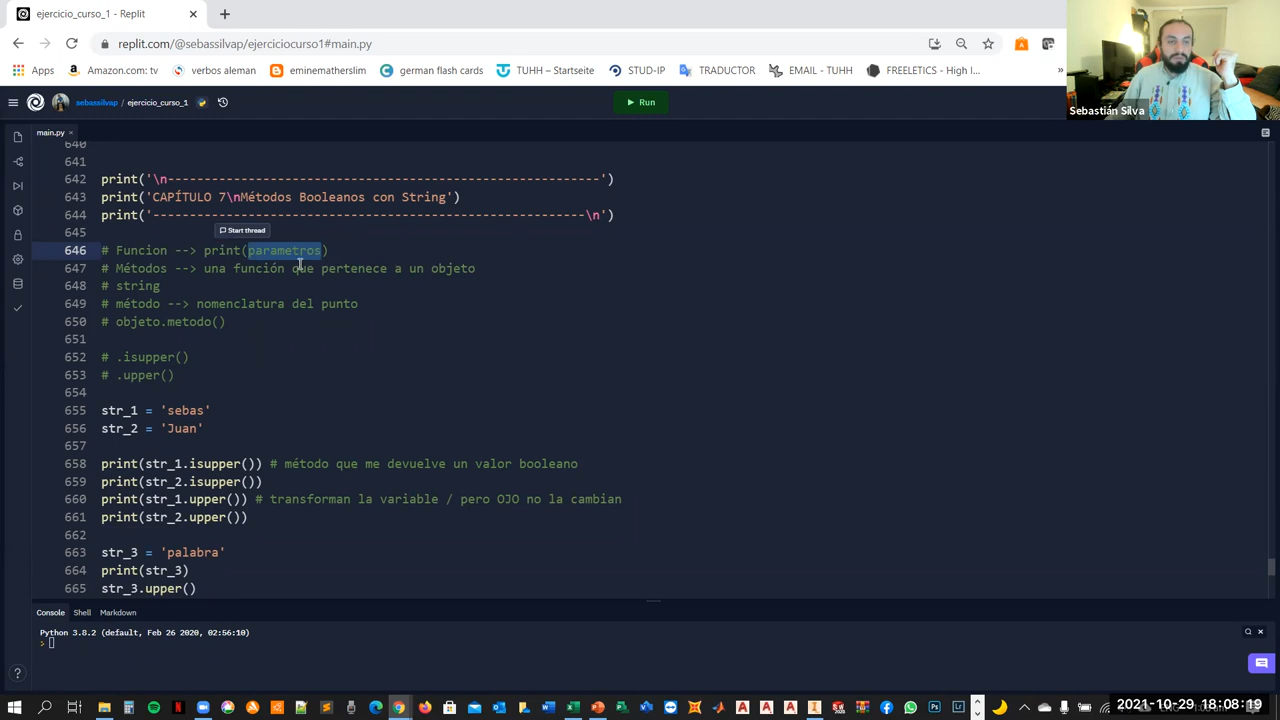 ejercicio_curso_1 - Replit
replit.com/@sebassilvap/ejerciciocurso1#main.py
Apps
Amazon.com: tv
verbos aleman
eminematherslim
german flash cards
TUHH – Startseite
STUD-IP
TRADUCTOR
EMAIL - TUHH
FREELETICS - High I...
»
Sebastián Silva
sebassilvap / ejercicio_curso_1
Run
main.py
640
641
642 print('\n-----------------------------------------------------------')
643 print('CAPÍTULO 7\nMétodos Booleanos con String')
644 print('-----------------------------------------------------------\n')
Start thread
645
646 # Funcion --> print(parametros)
647 # Métodos --> una función que pertenece a un objeto
648 # string
649 # método --> nomenclatura del punto
650 # objeto.metodo()
651
652 # .isupper()
653 # .upper()
654
655 str_1 = 'sebas'
656 str_2 = 'Juan'
657
658 print(str_1.isupper()) # método que me devuelve un valor booleano
659 print(str_2.isupper())
660 print(str_1.upper()) # transforman la variable / pero OJO no la cambian
661 print(str_2.upper())
662
663 str_3 = 'palabra'
664 print(str_3)
665 str_3.upper()
Console Shell Markdown
Python 3.8.2 (default, Feb 26 2020, 02:56:10)
>
2021-10-29 18:08:19